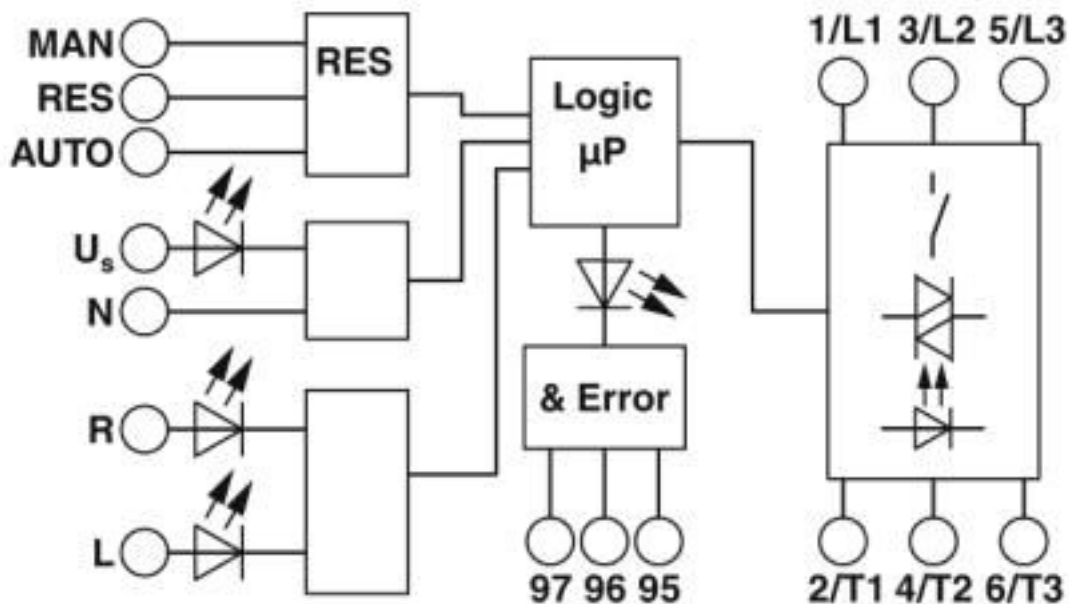 MAN
RES
AUTO
RES
Us
N
R
L
Logic
µP
& Error
97 96 95
1/L1 3/L2 5/L3
2/T1 4/T2 6/T3